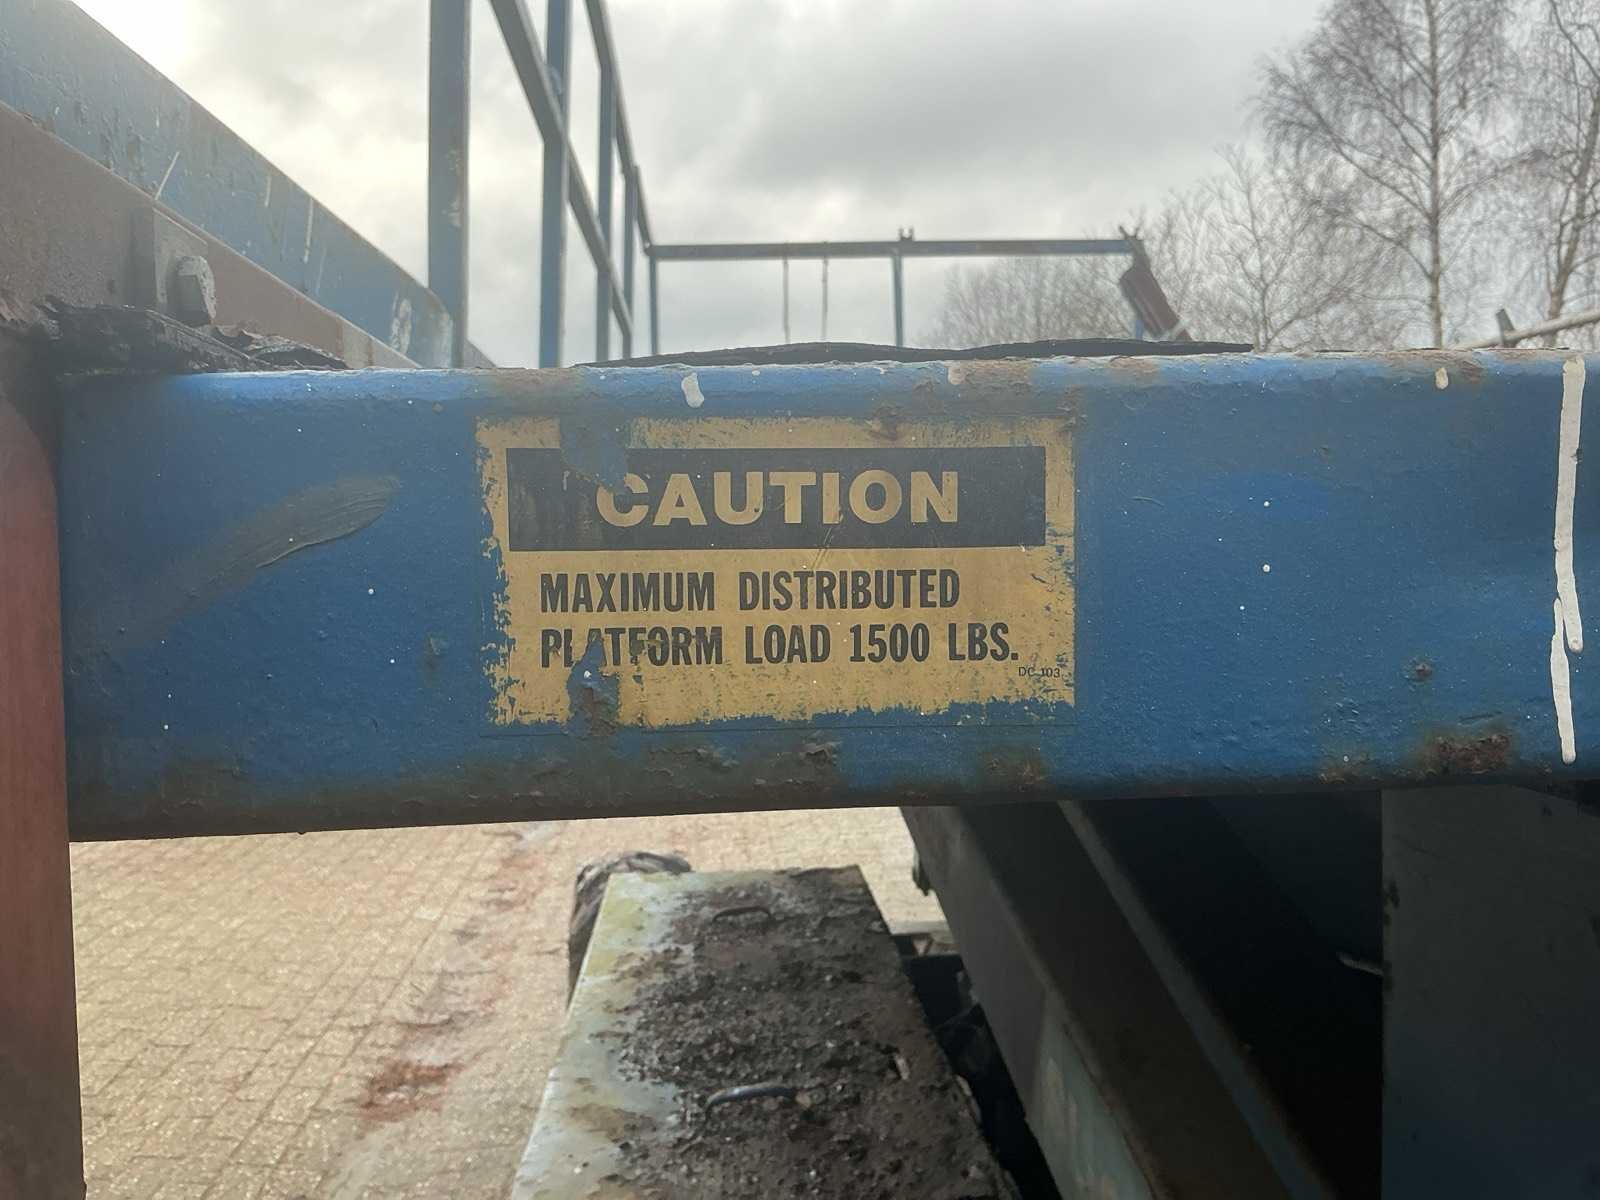 CAUTION
MAXIMUM DISTRIBUTED
PLATFORM LOAD 1500 LBS.
DC-103